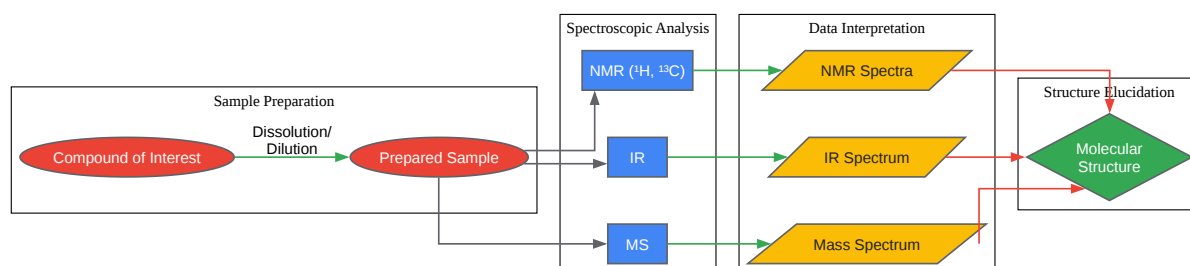 Sample Preparation
Compound of Interest
Dissolution/
Dilution
Prepared Sample
Spectroscopic Analysis
NMR (¹H, ¹³C)
IR
MS
Data Interpretation
NMR Spectra
IR Spectrum
Mass Spectrum
Structure Elucidation
Molecular
Structure